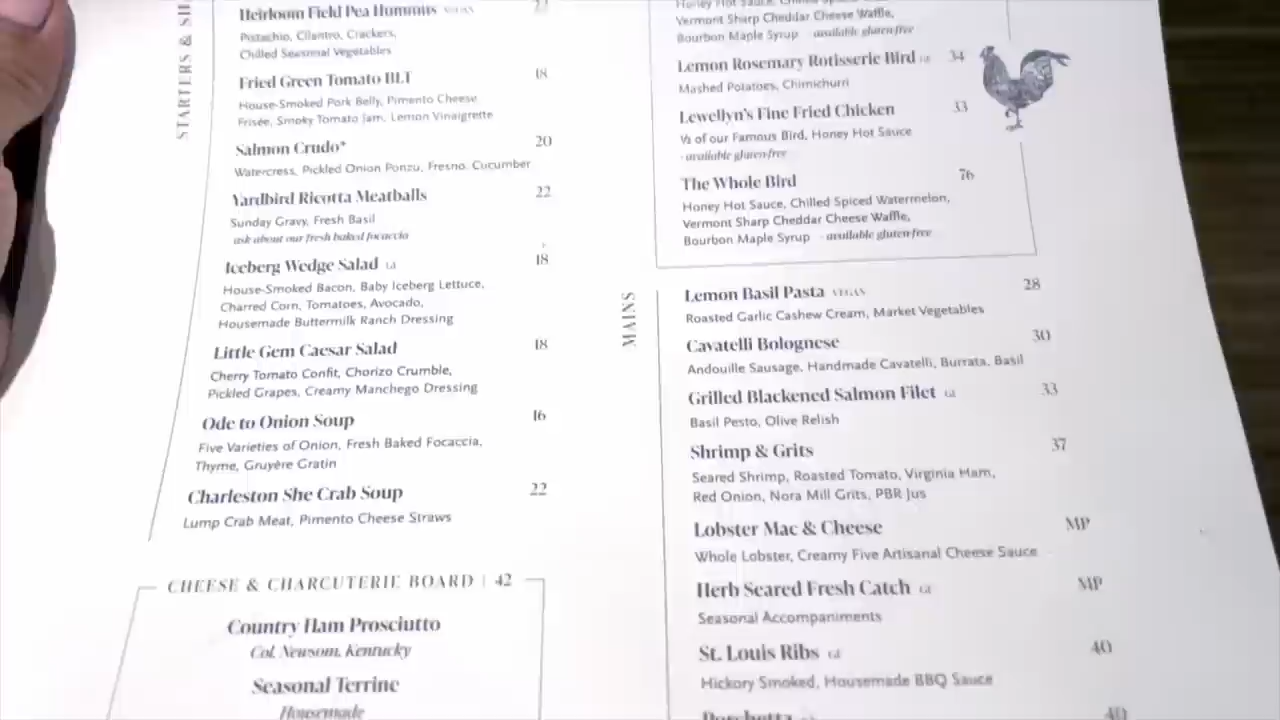 STARTERS &
Heirloom Field Pea Hummus VEGAN
Pistachio, Cilantro, Crackers,
Chilled Seasonal Vegetables
Fried Green Tomato BLT 18
House-Smoked Pork Belly, Pimento Cheese
Frisée, Smoky Tomato Jam, Lemon Vinaigrette
Salmon Crudo* 20
Watercress, Pickled Onion Ponzu, Fresno, Cucumber
Yardbird Ricotta Meatballs 22
Sunday Gravy, Fresh Basil
ask about our fresh baked focaccia
Iceberg Wedge Salad GF 18
House-Smoked Bacon, Baby Iceberg Lettuce,
Charred Corn, Tomatoes, Avocado,
Housemade Buttermilk Ranch Dressing
Little Gem Caesar Salad 18
Cherry Tomato Confit, Chorizo Crumble,
Pickled Grapes, Creamy Manchego Dressing
Ode to Onion Soup 16
Five Varieties of Onion, Fresh Baked Focaccia,
Thyme, Gruyère Gratin
Charleston She Crab Soup 22
Lump Crab Meat, Pimento Cheese Straws
CHEESE & CHARCUTERIE BOARD | 42
Country Ham Prosciutto
Col. Newsom, Kentucky
Seasonal Terrine
Housemade
Honey Hot Sauce, Chilled Spiced
Vermont Sharp Cheddar Cheese Waffle,
Bourbon Maple Syrup - available gluten-free
Lemon Rosemary Rotisserie Bird GF 34
Mashed Potatoes, Chimichurri
Lewellyn's Fine Fried Chicken 33
½ of our Famous Bird, Honey Hot Sauce
- available gluten-free
The Whole Bird 76
Honey Hot Sauce, Chilled Spiced Watermelon,
Vermont Sharp Cheddar Cheese Waffle,
Bourbon Maple Syrup - available gluten-free
MAINS
Lemon Basil Pasta VEGAN 28
Roasted Garlic Cashew Cream, Market Vegetables
Cavatelli Bolognese 30
Andouille Sausage, Handmade Cavatelli, Burrata, Basil
Grilled Blackened Salmon Filet GF 33
Basil Pesto, Olive Relish
Shrimp & Grits 37
Seared Shrimp, Roasted Tomato, Virginia Ham,
Red Onion, Nora Mill Grits, PBR Jus
Lobster Mac & Cheese MP
Whole Lobster, Creamy Five Artisanal Cheese Sauce
Herb Seared Fresh Catch GF MP
Seasonal Accompaniments
St. Louis Ribs GF 40
Hickory Smoked, Housemade BBQ Sauce
Porchetta 40